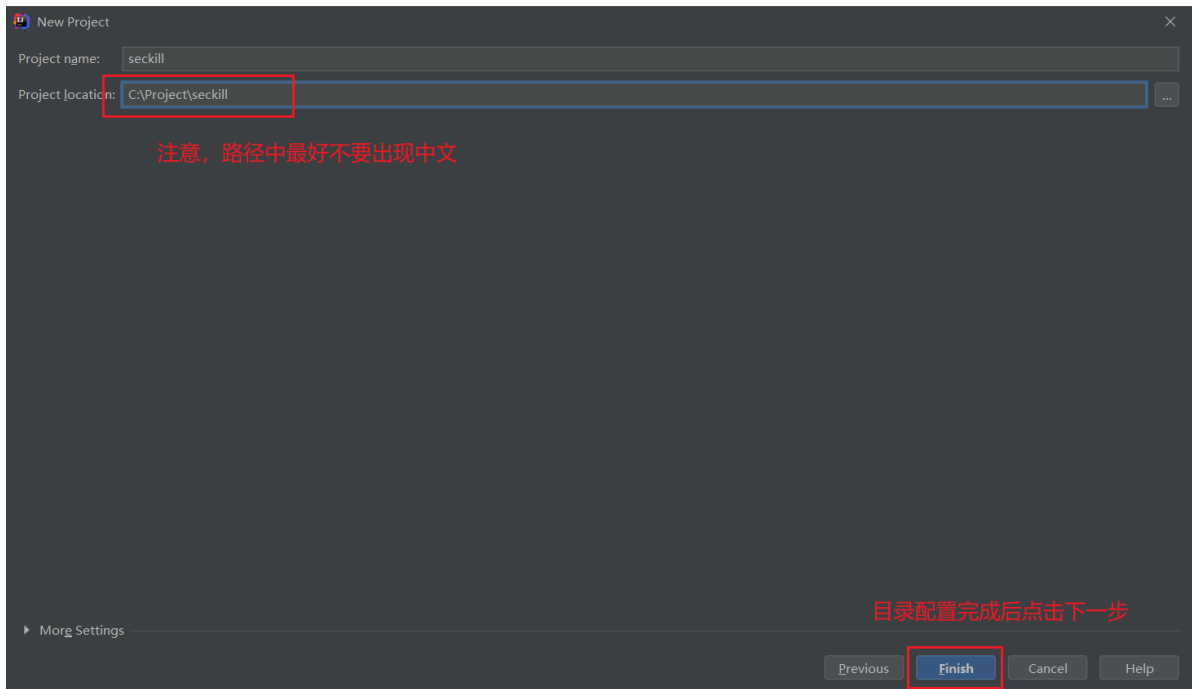 New Project
Project name: seckill
Project location: C:\Project\seckill ...
注意，路径中最好不要出现中文
目录配置完成后点击下一步
More Settings
Previous Finish Cancel Help